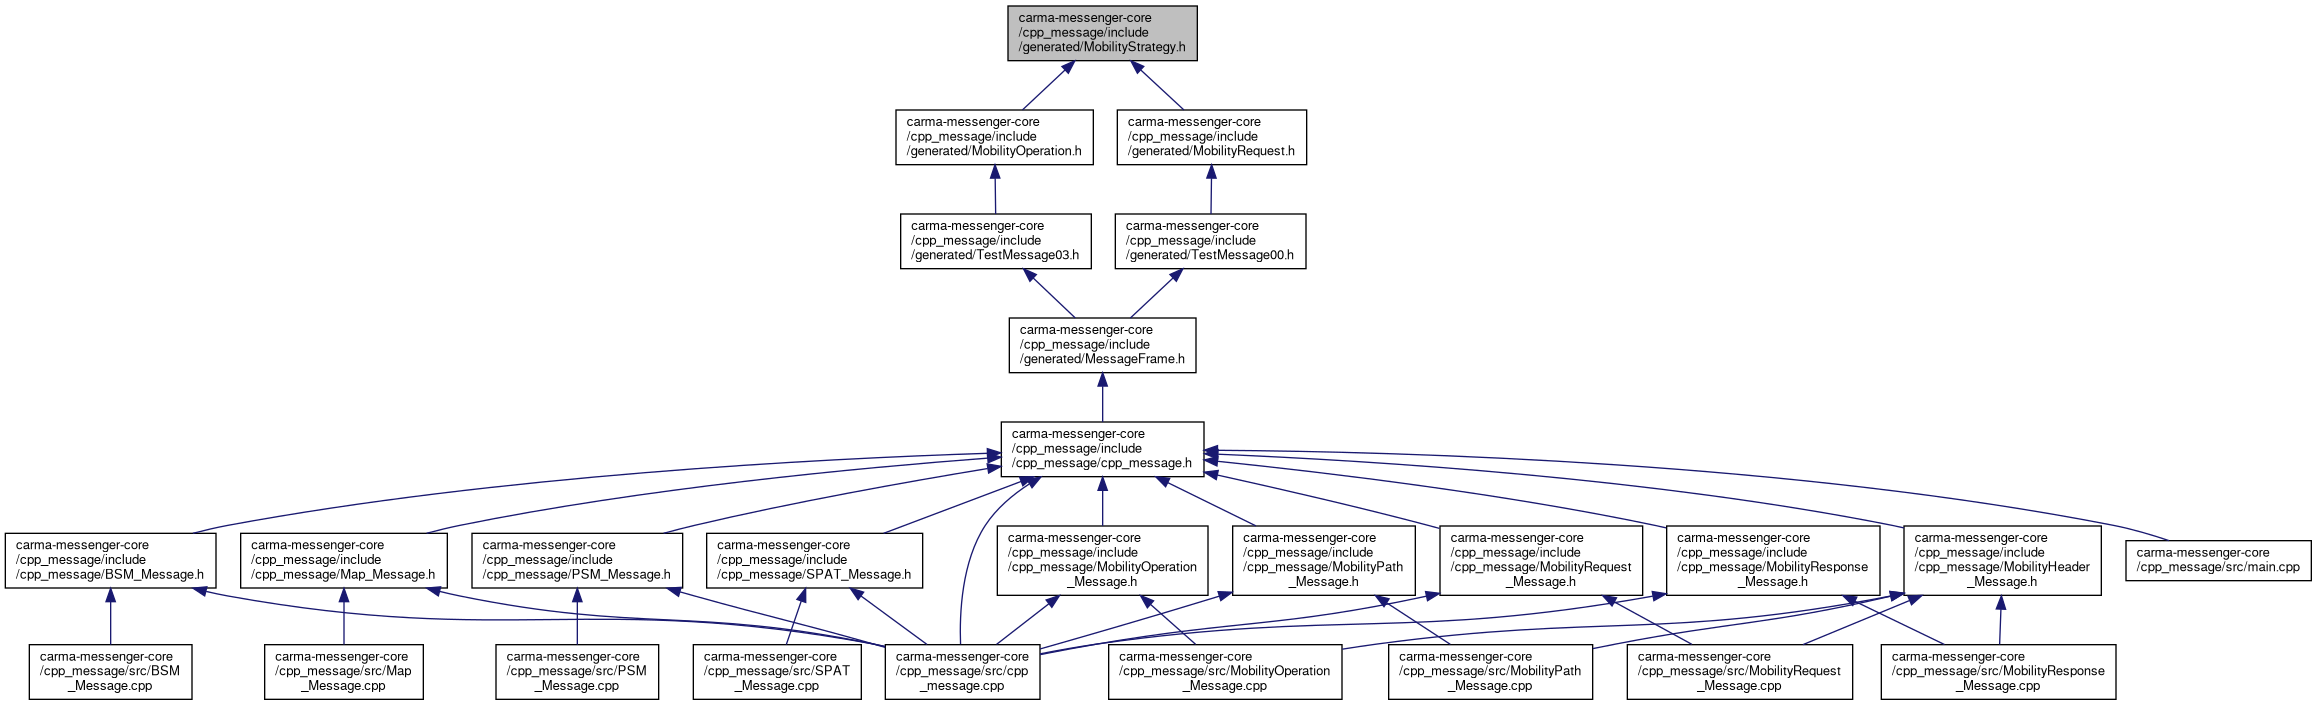 carma-messenger-core
/cpp_message/include
/generated/MobilityStrategy.h
carma-messenger-core
/cpp_message/include
/generated/MobilityOperation.h
carma-messenger-core
/cpp_message/include
/generated/MobilityRequest.h
carma-messenger-core
/cpp_message/include
/generated/TestMessage03.h
carma-messenger-core
/cpp_message/include
/generated/TestMessage00.h
carma-messenger-core
/cpp_message/include
/generated/MessageFrame.h
carma-messenger-core
/cpp_message/include
/cpp_message/cpp_message.h
carma-messenger-core
/cpp_message/include
/cpp_message/BSM_Message.h
carma-messenger-core
/cpp_message/include
/cpp_message/Map_Message.h
carma-messenger-core
/cpp_message/include
/cpp_message/PSM_Message.h
carma-messenger-core
/cpp_message/include
/cpp_message/SPAT_Message.h
carma-messenger-core
/cpp_message/include
/cpp_message/MobilityOperation
_Message.h
carma-messenger-core
/cpp_message/include
/cpp_message/MobilityPath
_Message.h
carma-messenger-core
/cpp_message/include
/cpp_message/MobilityRequest
_Message.h
carma-messenger-core
/cpp_message/include
/cpp_message/MobilityResponse
_Message.h
carma-messenger-core
/cpp_message/include
/cpp_message/MobilityHeader
_Message.h
carma-messenger-core
/cpp_message/src/main.cpp
carma-messenger-core
/cpp_message/src/BSM
_Message.cpp
carma-messenger-core
/cpp_message/src/Map
_Message.cpp
carma-messenger-core
/cpp_message/src/PSM
_Message.cpp
carma-messenger-core
/cpp_message/src/SPAT
_Message.cpp
carma-messenger-core
/cpp_message/src/cpp
_message.cpp
carma-messenger-core
/cpp_message/src/MobilityOperation
_Message.cpp
carma-messenger-core
/cpp_message/src/MobilityPath
_Message.cpp
carma-messenger-core
/cpp_message/src/MobilityRequest
_Message.cpp
carma-messenger-core
/cpp_message/src/MobilityResponse
_Message.cpp